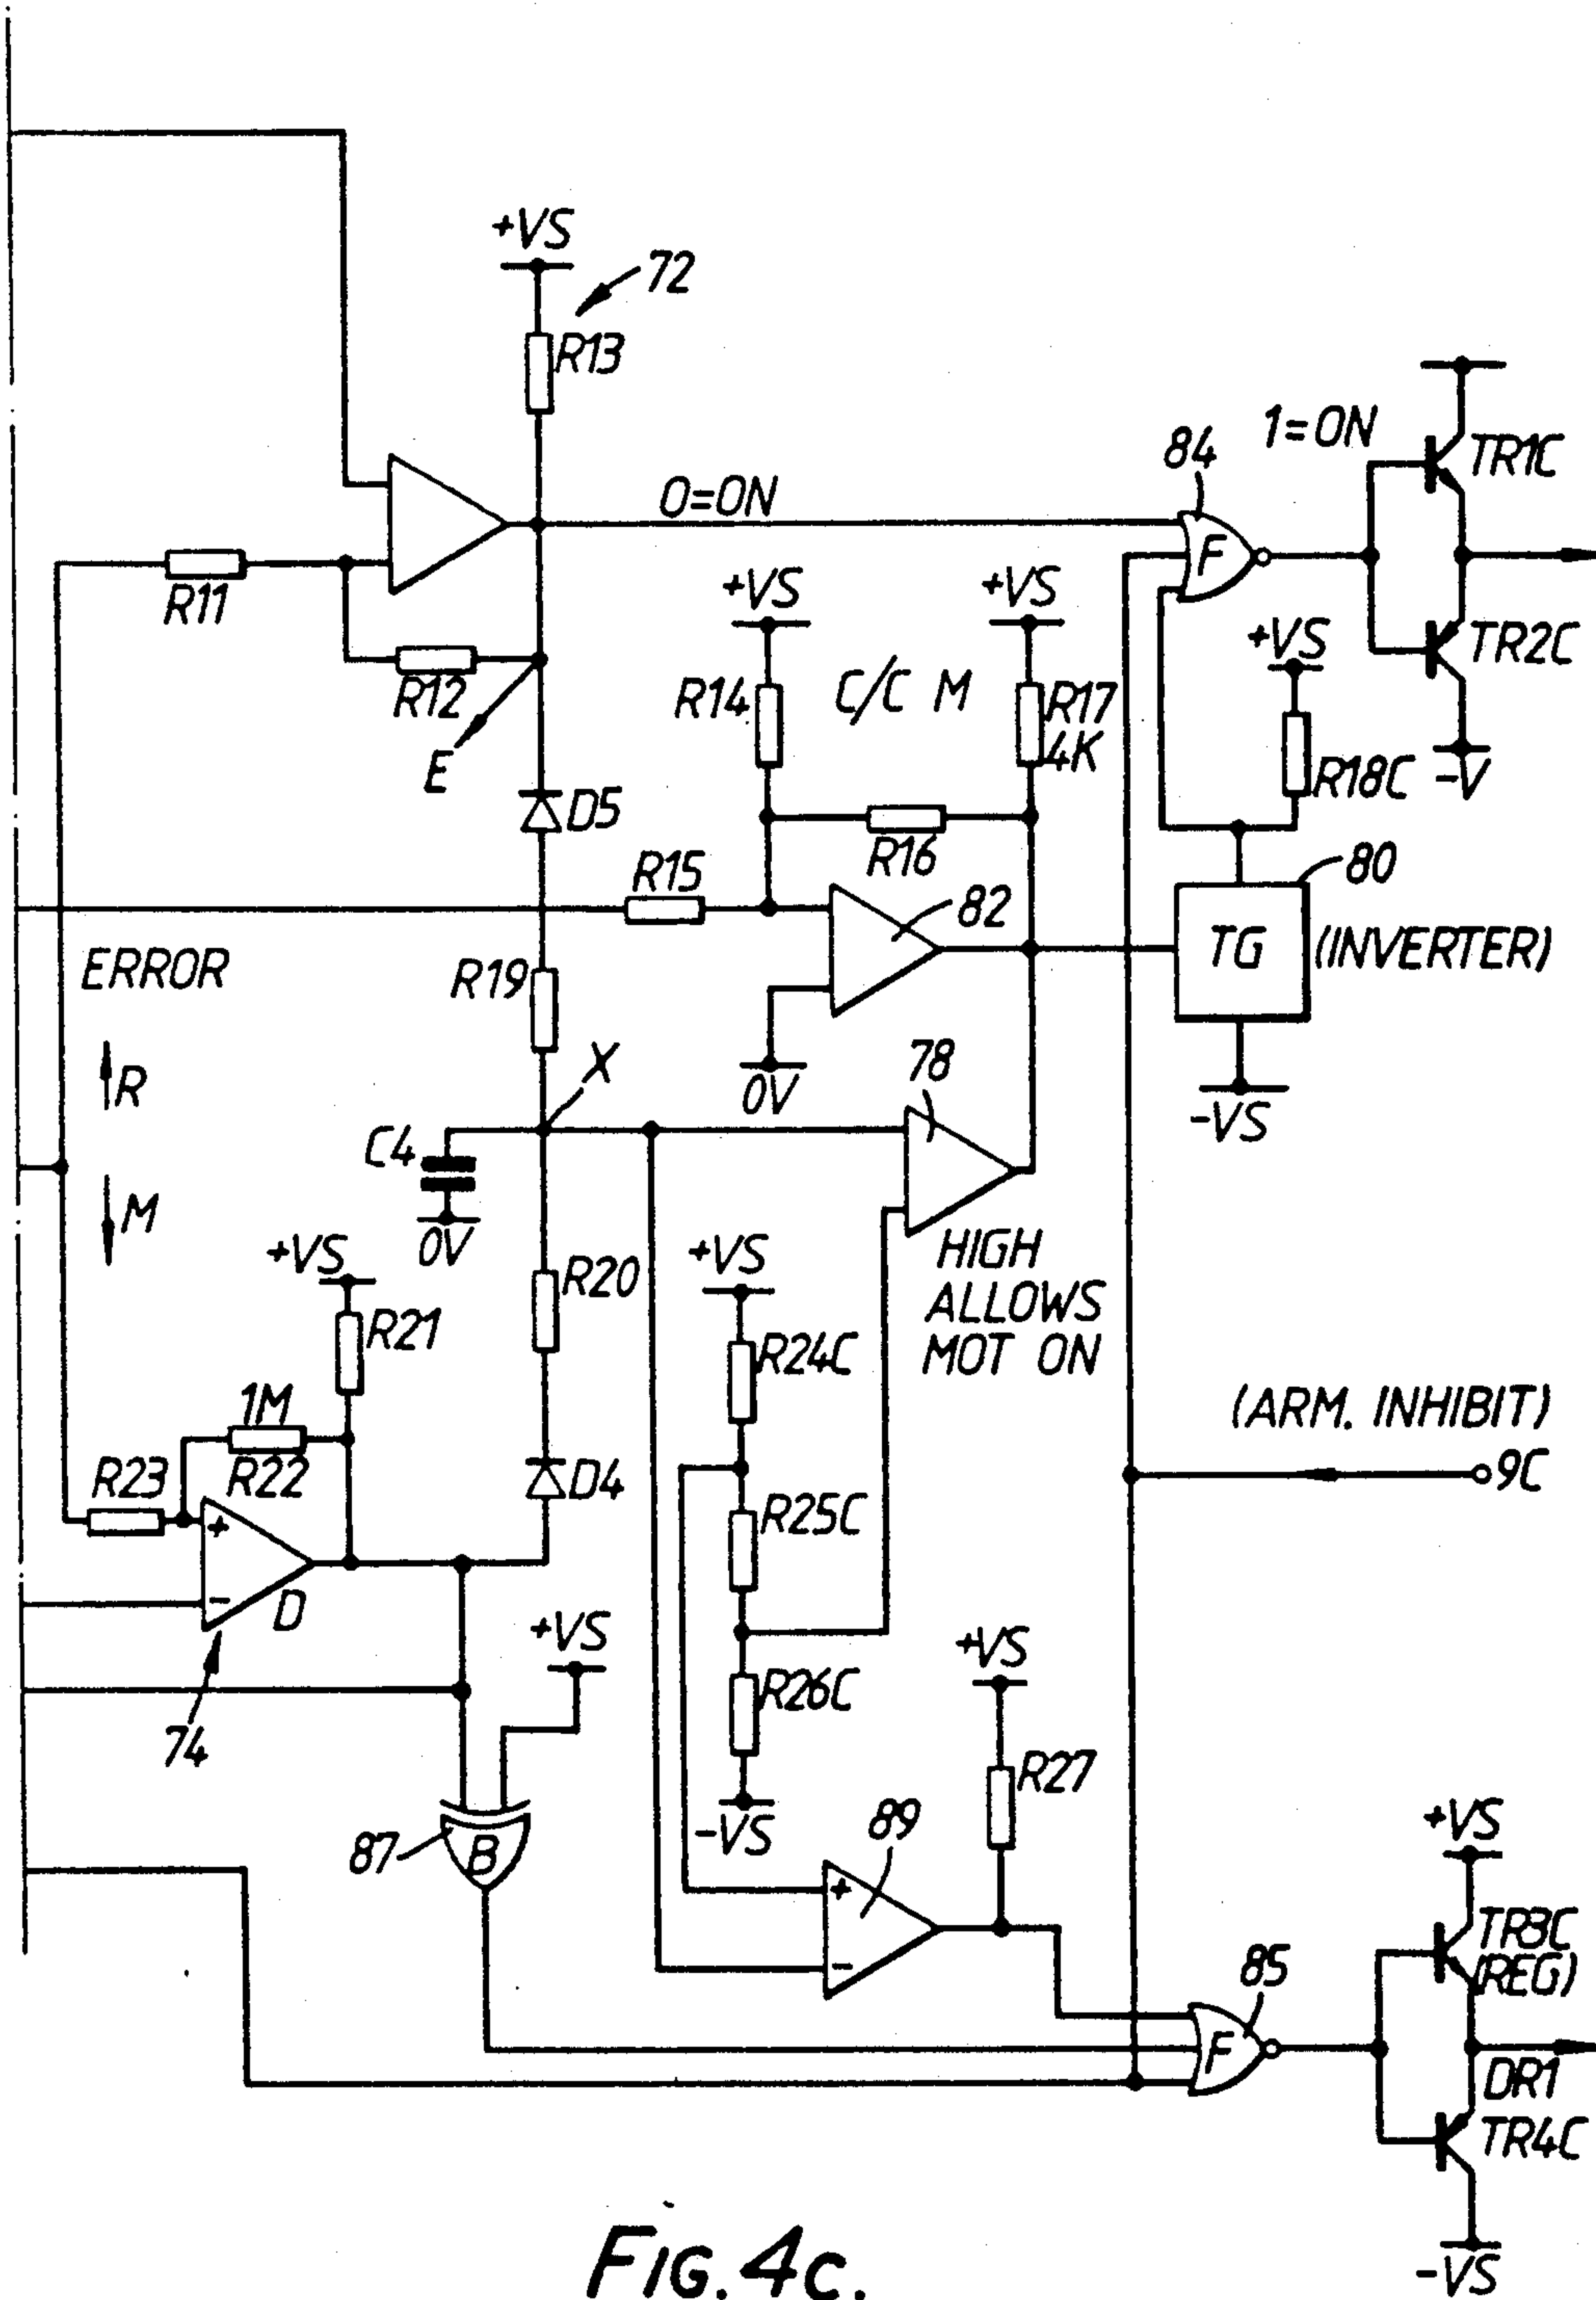 +VS
72
R13
1=ON
84
TR1C
O=ON
F
R11
+VS
+VS
+VS
TR2C
R12
R14
C/C M
R17
4K
E
R18C
-V
D5
R16
80
R15
82
ERROR
R19
TG
(INVERTER)
X
78
R
OV
-VS
C4
M
+VS
OV
+VS
HIGH
ALLOWS
MOT ON
R20
R21
R24C
1M
(ARM. INHIBIT)
R23
R22
D4
9C
R25C
+
-
D
+VS
+VS
74
R26C
R27
-VS
89
+VS
87
B
+
TR3C
(REG)
-
85
F
DR1
TR4C
-VS
FIG. 4c.